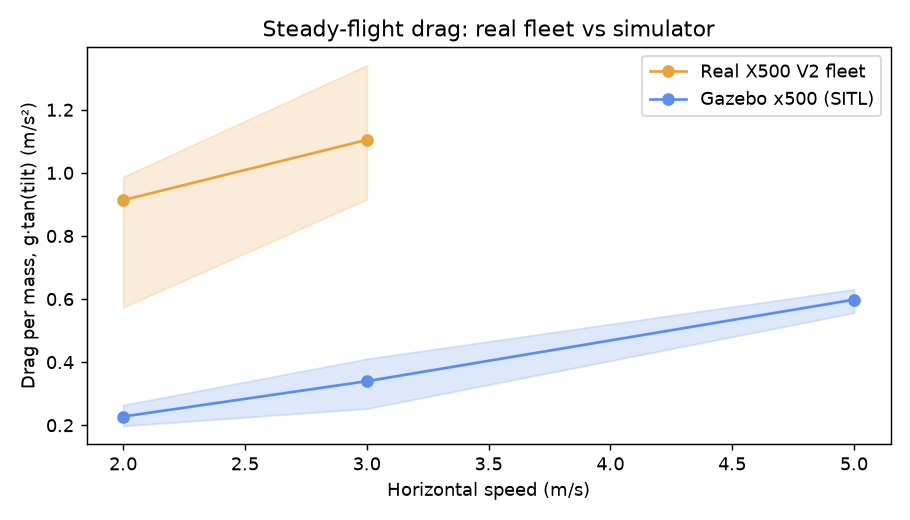 Steady-flight drag: real fleet vs simulator
Real X500 V2 fleet
Gazebo x500 (SITL)
Drag per mass, g·tan(tilt) (m/s²)
1.2
1.0
0.8
0.6
0.4
0.2
2.0 2.5 3.0 3.5 4.0 4.5 5.0
Horizontal speed (m/s)